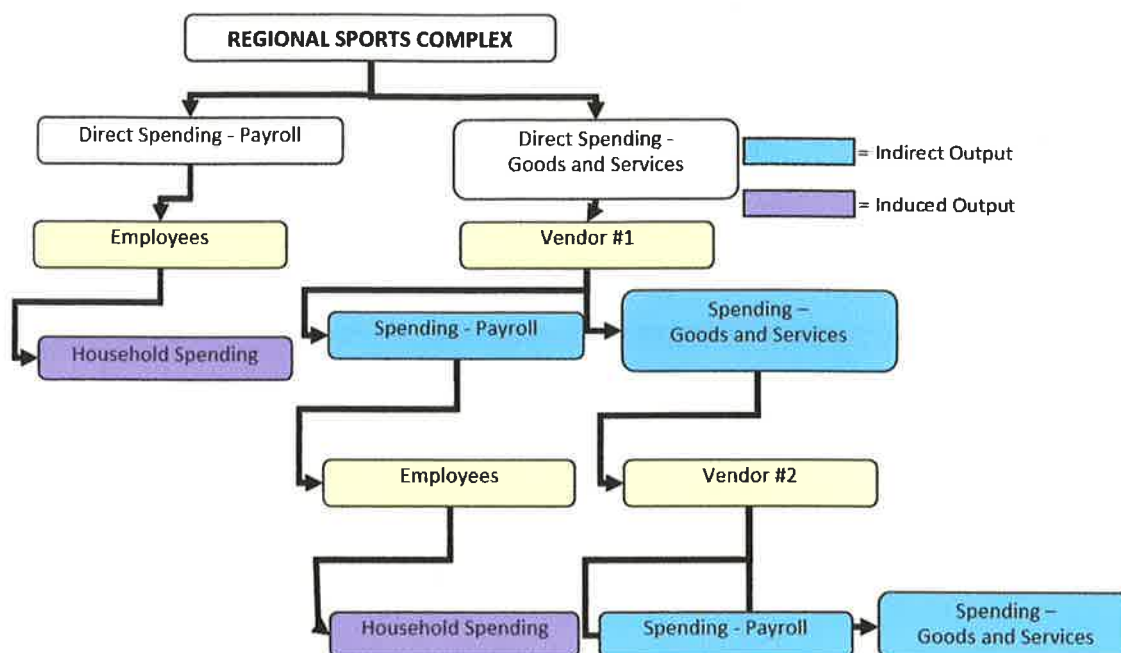 REGIONAL SPORTS COMPLEX
Direct Spending - Payroll
Direct Spending -
Goods and Services
= Indirect Output
= Induced Output
Employees
Vendor #1
Spending - Payroll
Spending –
Goods and Services
Household Spending
Employees
Vendor #2
Household Spending
Spending - Payroll
Spending –
Goods and Services